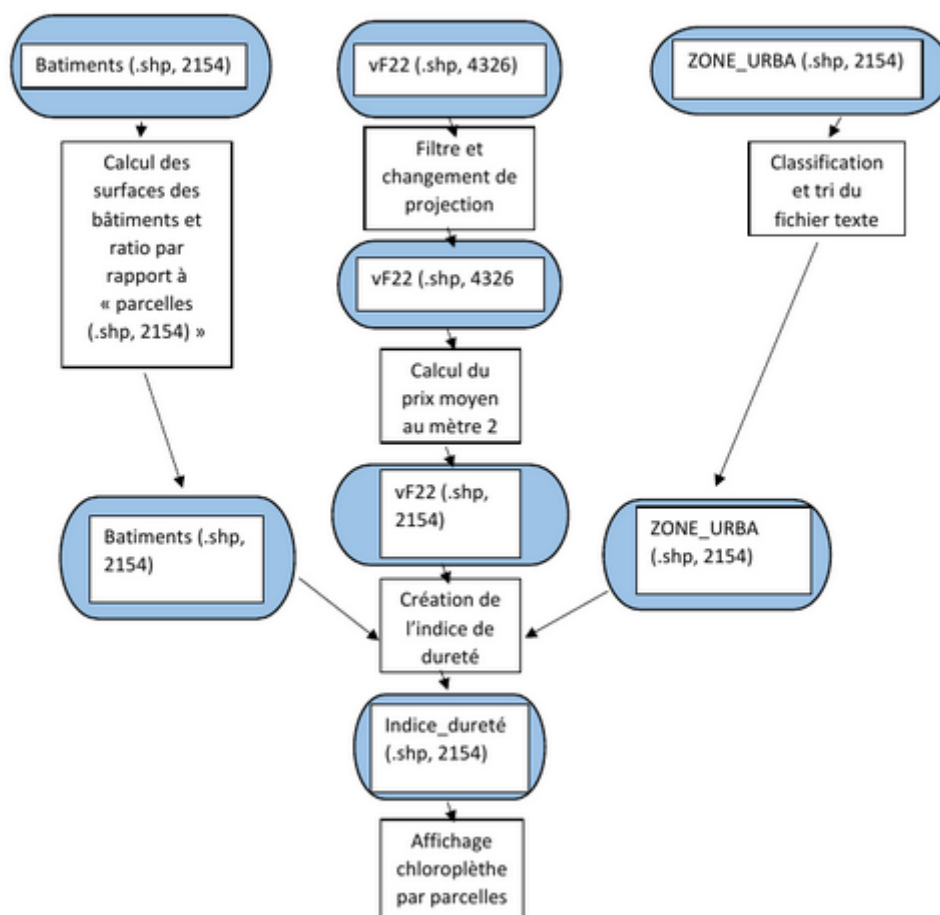 Batiments (.shp, 2154)
vF22 (.shp, 4326)
ZONE_URBA (.shp, 2154)
Calcul des
surfaces des
bâtiments et
ratio par
rapport à
« parcelles
(.shp, 2154) »
Filtre et
changement de
projection
Classification
et tri du
fichier texte
vF22 (.shp, 4326
Calcul du
prix moyen
au mètre 2
Batiments (.shp,
2154)
vF22 (.shp,
2154)
ZONE_URBA
(.shp, 2154)
Création de
l'indice de
dureté
Indice_dureté
(.shp, 2154)
Affichage
chloroplèthe
par parcelles